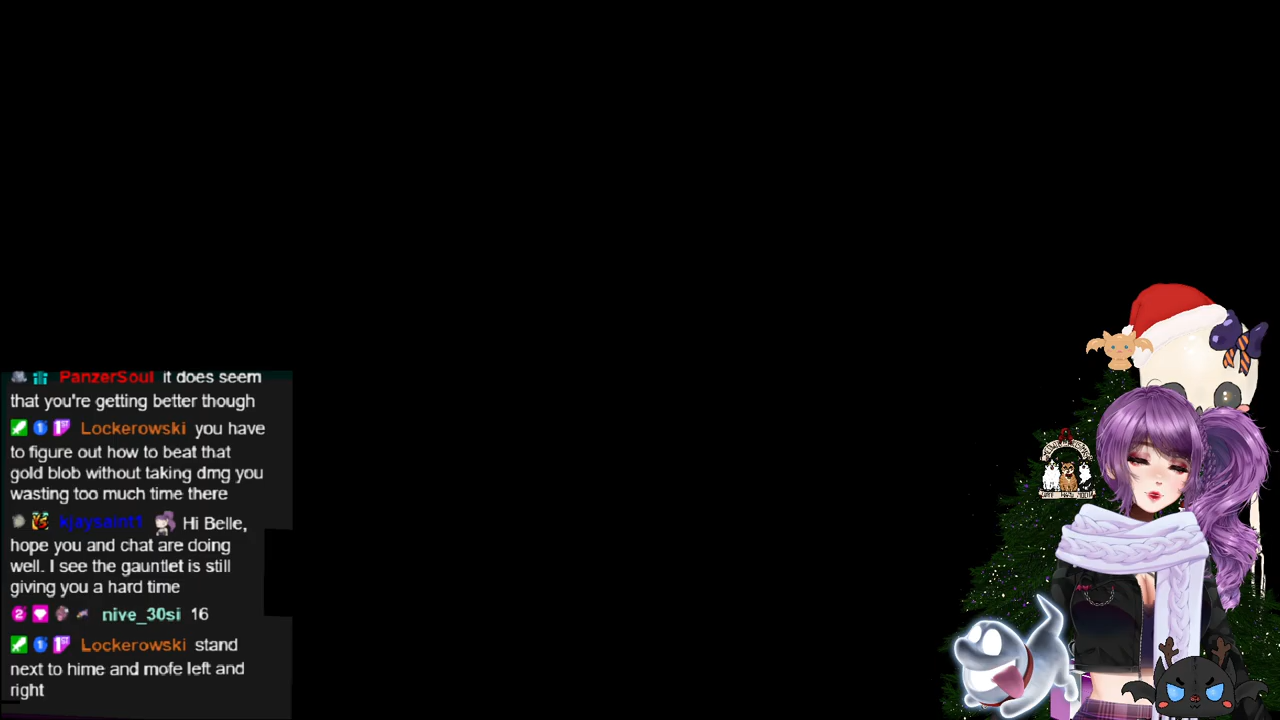 PanzerSoul it does seem
that you're getting better though
Lockerowski you have
to figure out how to beat that
gold blob without taking dmg you
wasting too much time there
kjaysaint1 Hi Belle,
hope you and chat are doing
well. I see the gauntlet is still
giving you a hard time
nive_30si 16
Lockerowski stand
next to hime and mofe left and
right